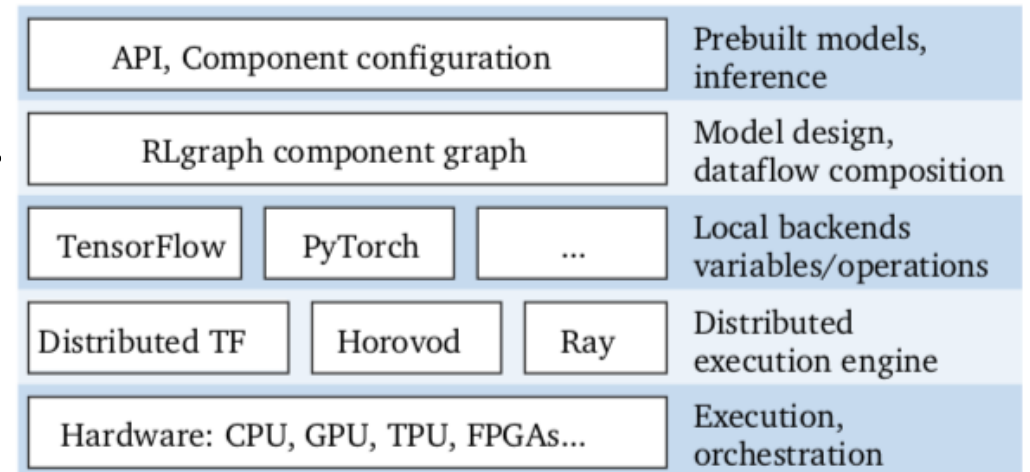 API, Component configuration
Prebuilt models,
inference
RLgraph component graph
Model design,
dataflow composition
TensorFlow
PyTorch
...
Local backends
variables/operations
Distributed TF
Horovod
Ray
Distributed
execution engine
Hardware: CPU, GPU, TPU, FPGAs...
Execution,
orchestration